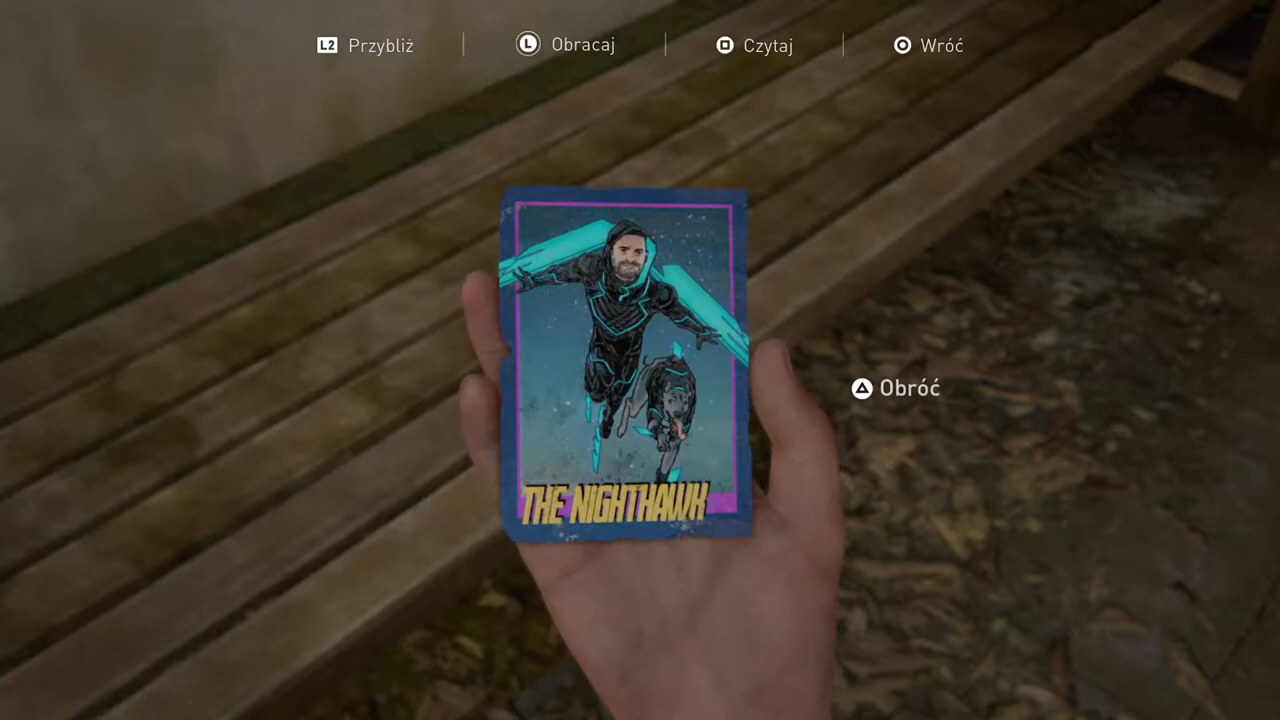 L2 Przybliż
L Obracaj
Czytaj
Wróć
Obróć
THE NIGHTHAWK